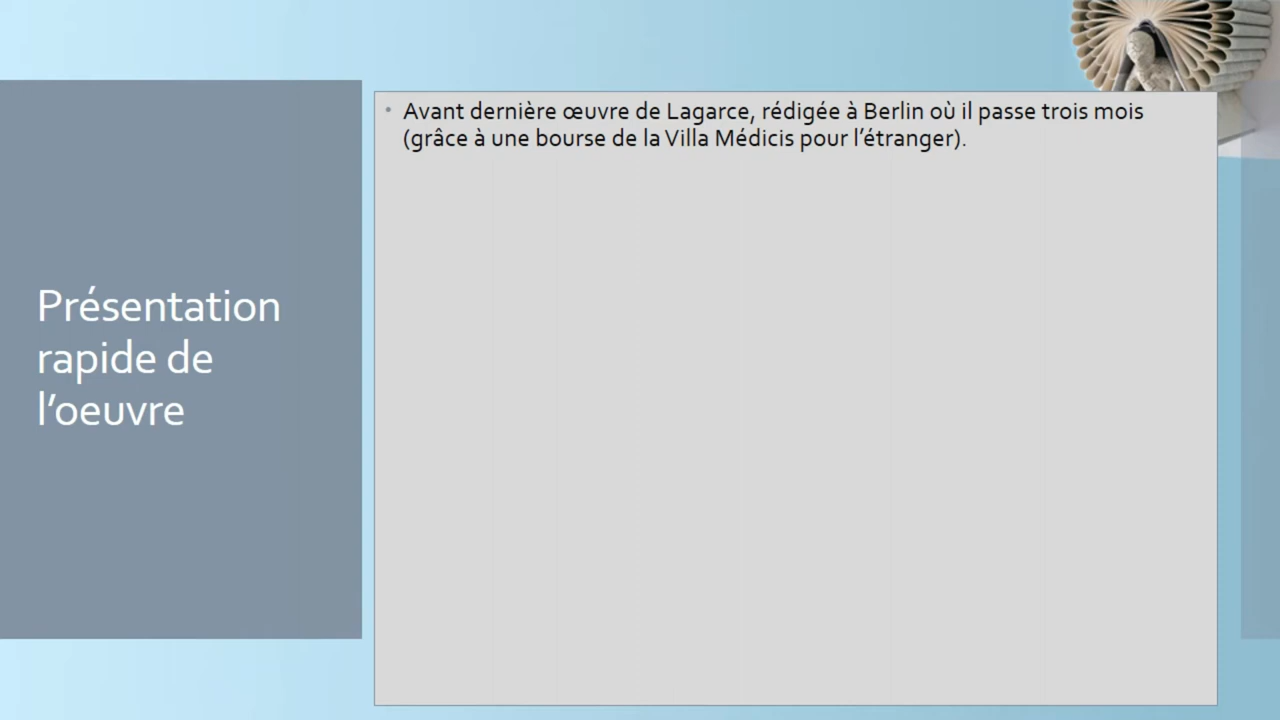 Présentation
rapide de
l'oeuvre
• Avant dernière œuvre de Lagarce, rédigée à Berlin où il passe trois mois
(grâce à une bourse de la Villa Médicis pour l'étranger).